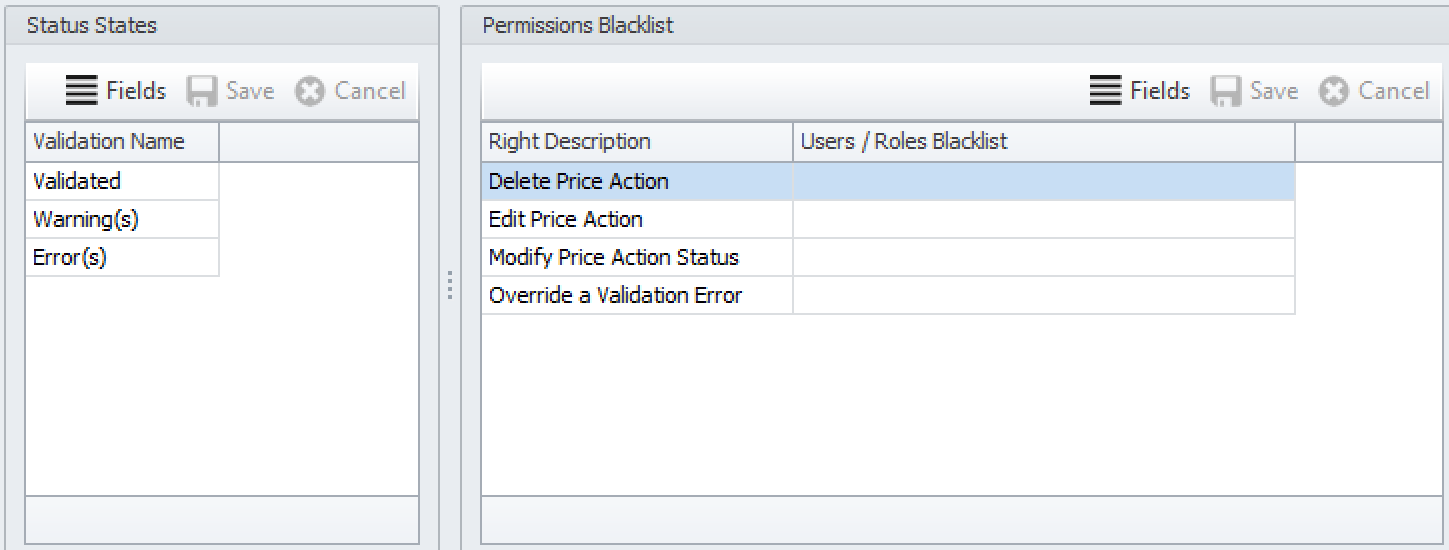 Status States
Fields Save Cancel
Validation Name
Validated
Warning(s)
Error(s)
Permissions Blacklist
Fields Save Cancel
Right Description Users / Roles Blacklist
Delete Price Action
Edit Price Action
Modify Price Action Status
Override a Validation Error